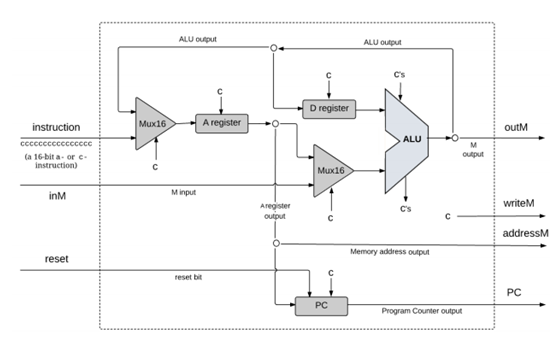 ALU output
ALU output
c
c
c's
Mux16
A register
D register
instruction
cccccccccccccccc
(a 16-bit a- or c-
instruction)
c
ALU
outM
M
output
Mux16
inM
M input
c
c's
A register
output
c
writeM
addressM
Memory address output
reset
reset bit
c
PC
PC
Program Counter output